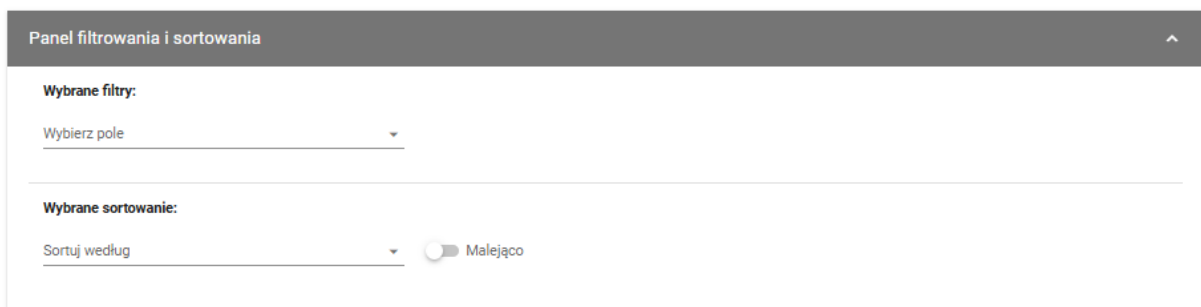 Panel filtrowania i sortowania
Wybrane filtry:
Wybierz pole
Wybrane sortowanie:
Sortuj według Malejąco